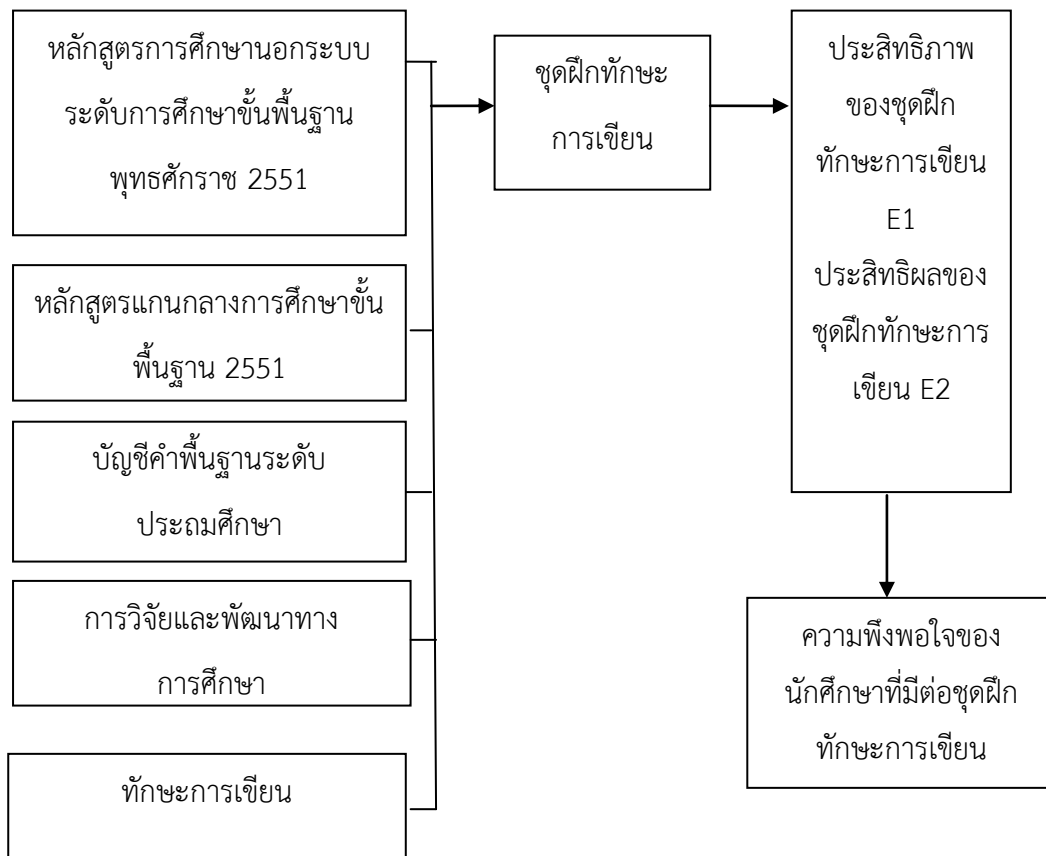 หลักสูตรการศึกษานอกระบบ
ระดับการศึกษาขั้นพื้นฐาน
พุทธศักราช 2551
หลักสูตรแกนกลางการศึกษาขั้น
พื้นฐาน 2551
บัญชีคำพื้นฐานระดับ
ประถมศึกษา
การวิจัยและพัฒนาทาง
การศึกษา
ทักษะการเขียน
ชุดฝึกทักษะ
การเขียน
ประสิทธิภาพ
ของชุดฝึก
ทักษะการเขียน
E1
ประสิทธิผลของ
ชุดฝึกทักษะการ
เขียน E2
ความพึงพอใจของ
นักศึกษาที่มีต่อชุดฝึก
ทักษะการเขียน